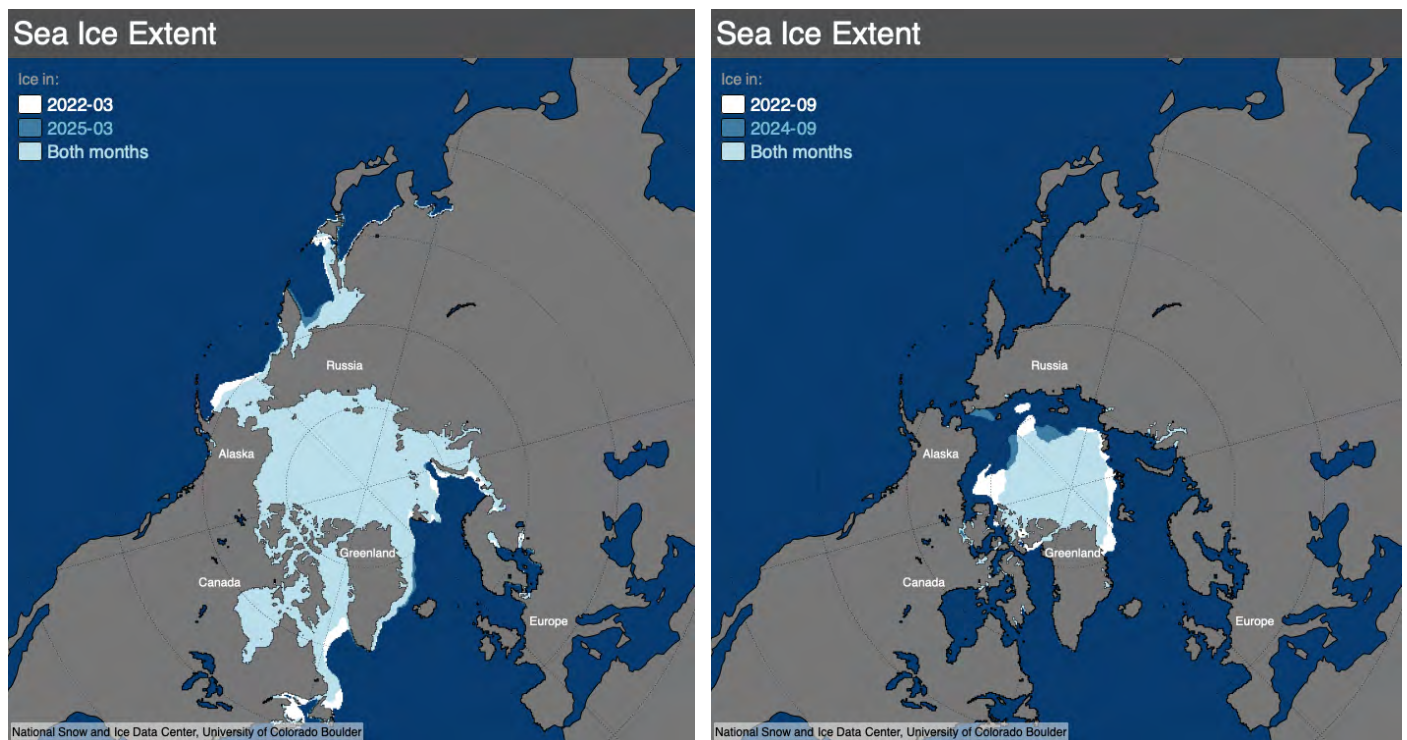 Sea Ice Extent
Ice in:
2022-03
2025-03
Both months
Russia
Alaska
Greenland
Canada
Europe
National Snow and Ice Data Center, University of Colorado Boulder
Sea Ice Extent
Ice in:
2022-09
2024-09
Both months
Russia
Alaska
Greenland
Canada
Europe
National Snow and Ice Data Center, University of Colorado Boulder